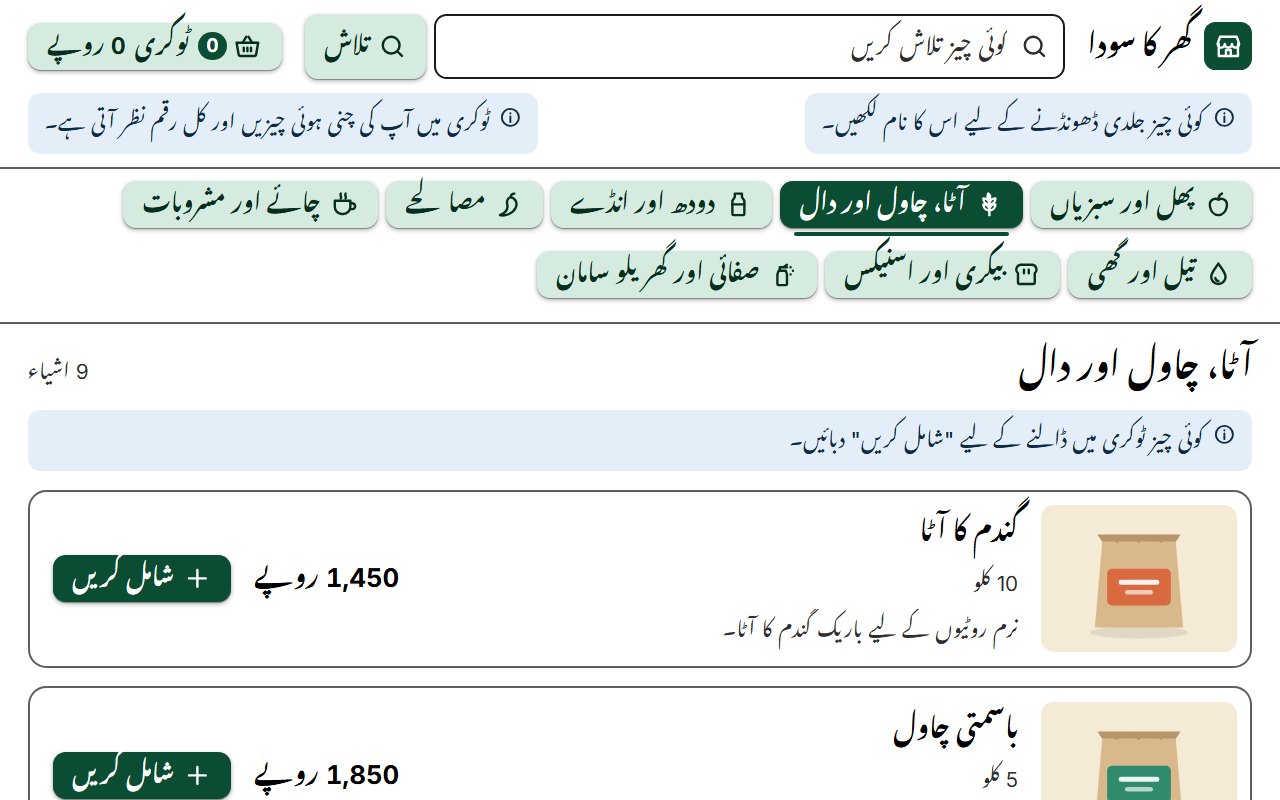 گھر کا سودا
کوئی چیز تلاش کریں
تلاش
0 ٹوکری 0 روپے
کوئی چیز جلدی ڈھونڈنے کے لیے اس کا نام لکھیں۔
ٹوکری میں آپ کی چنی ہوئی چیزیں اور کل رقم نظر آتی ہے۔
پھل اور سبزیاں
آٹا، چاول اور دال
دودھ اور انڈے
مصالحے
چائے اور مشروبات
تیل اور گھی
بیکری اور اسنیکس
صفائی اور گھریلو سامان
آٹا، چاول اور دال
9 اشیاء
کوئی چیز ٹوکری میں ڈالنے کے لیے "شامل کریں" دبائیں۔
گندم کا آٹا
10 کلو
نرم روٹیوں کے لیے باریک گندم کا آٹا۔
1,450 روپے
شامل کریں
باسمتی چاول
5 کلو
1,850 روپے
شامل کریں